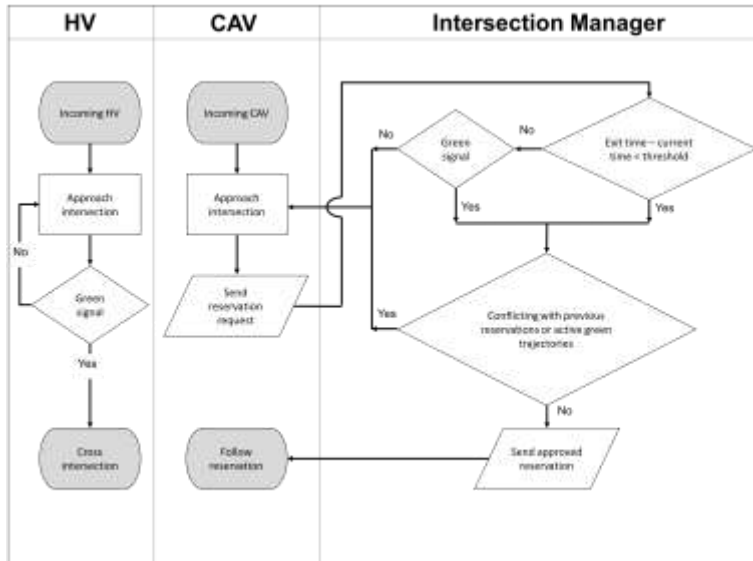 HV
CAV
Intersection Manager
Incoming HV
Incoming CAV
No
Green
signal
No
Exit time – current
time < threshold
Approach
intersection
Approach
intersection
Yes
Yes
No
Green
signal
Send
reservation
request
Yes
Conflicting with previous
reservations or active green
trajectories
Yes
No
Cross
intersection
Follow
reservation
Send approved
reservation